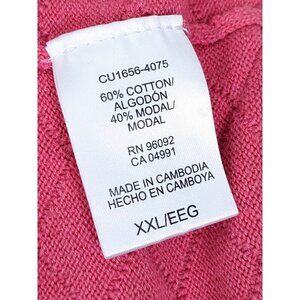 CU1656-4075
60% COTTON/
ALGODÓN
40% MODAL/
MODAL
RN 96092
CA 04991
MADE IN CAMBODIA
HECHO EN CAMBOYA
XXL/EEG